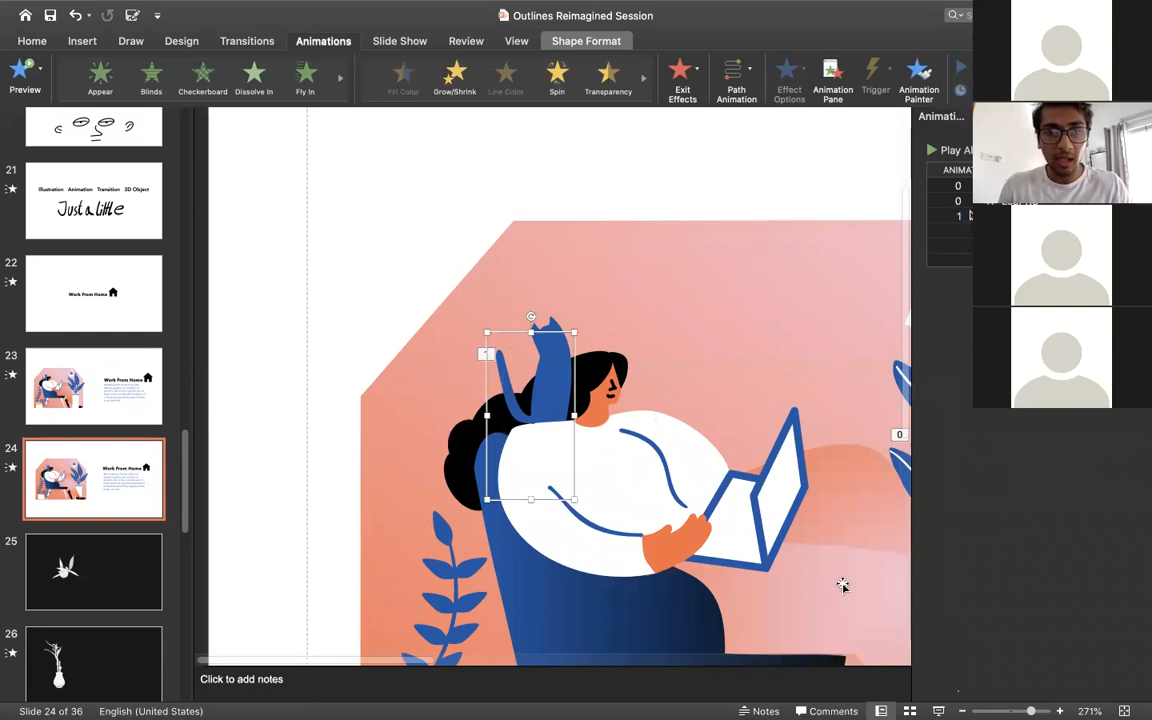 Outlines Reimagined Session
Home Insert Draw Design Transitions Animations Slide Show Review View Shape Format
Preview Appear Blinds Checkerboard Dissolve In Fly In Fill Color Grow/Shrink Line Color Spin Transparency Exit Effects Path Animation Effect Options Animation Pane Trigger Animation Painter
Animati...
Play Al
ANIMA
0
0
1
0
21
Illustration Animation Transition 3D Object
Just a little
22
Work From Home
23
Work From Home
24
Work From Home
25
26
Click to add notes
Slide 24 of 36 English (United States) Notes Comments 271%